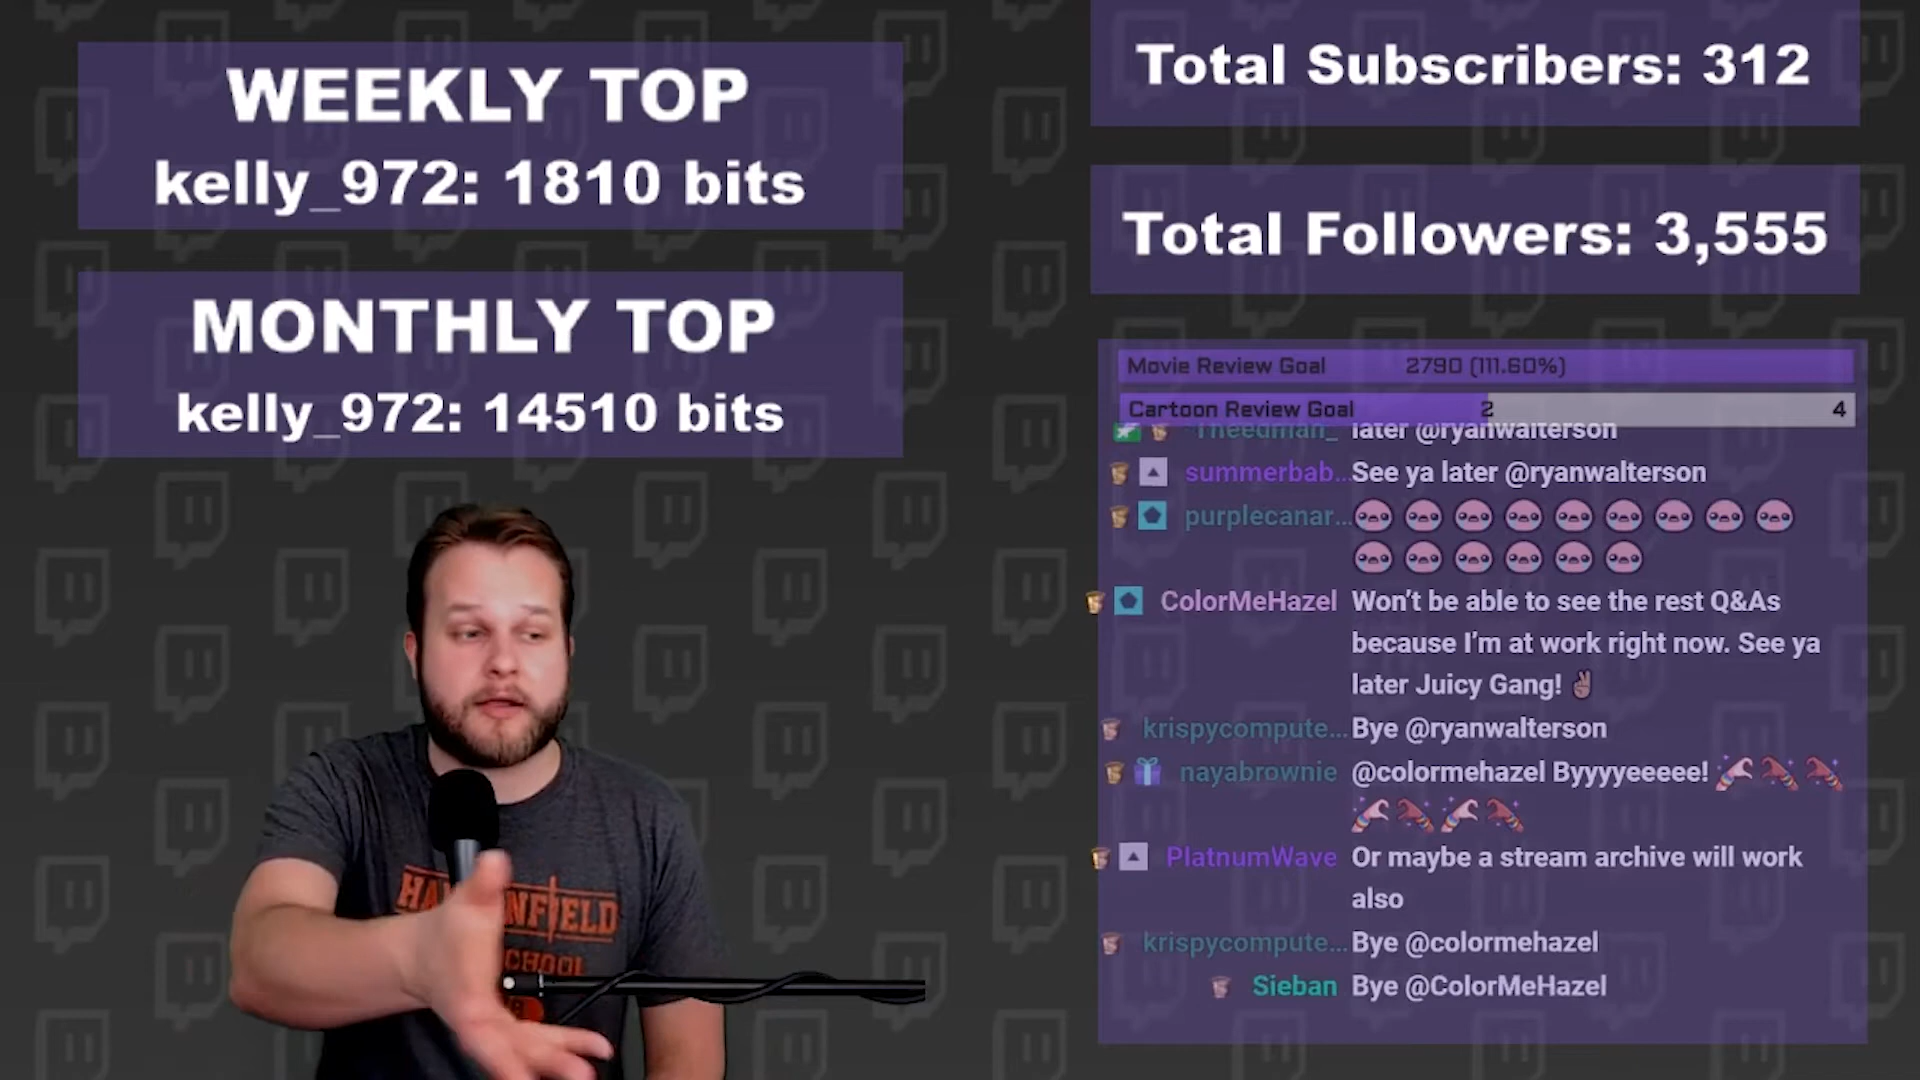 WEEKLY TOP
kelly_972: 1810 bits
MONTHLY TOP
kelly_972: 14510 bits
Total Subscribers: 312
Total Followers: 3,555
Movie Review Goal 2790 (111.60%)
Cartoon Review Goal 2 4
later @ryanwalterson
summerbab... See ya later @ryanwalterson
purplecanar...
ColorMeHazel Won't be able to see the rest Q&As
because I'm at work right now. See ya
later Juicy Gang!
krispycompute... Bye @ryanwalterson
nayabrownie @colormehazel Byyyyeeeee!
PlatnumWave Or maybe a stream archive will work
also
krispycompute... Bye @colormehazel
Sieban Bye @ColorMeHazel
NFIELD
CHOOL